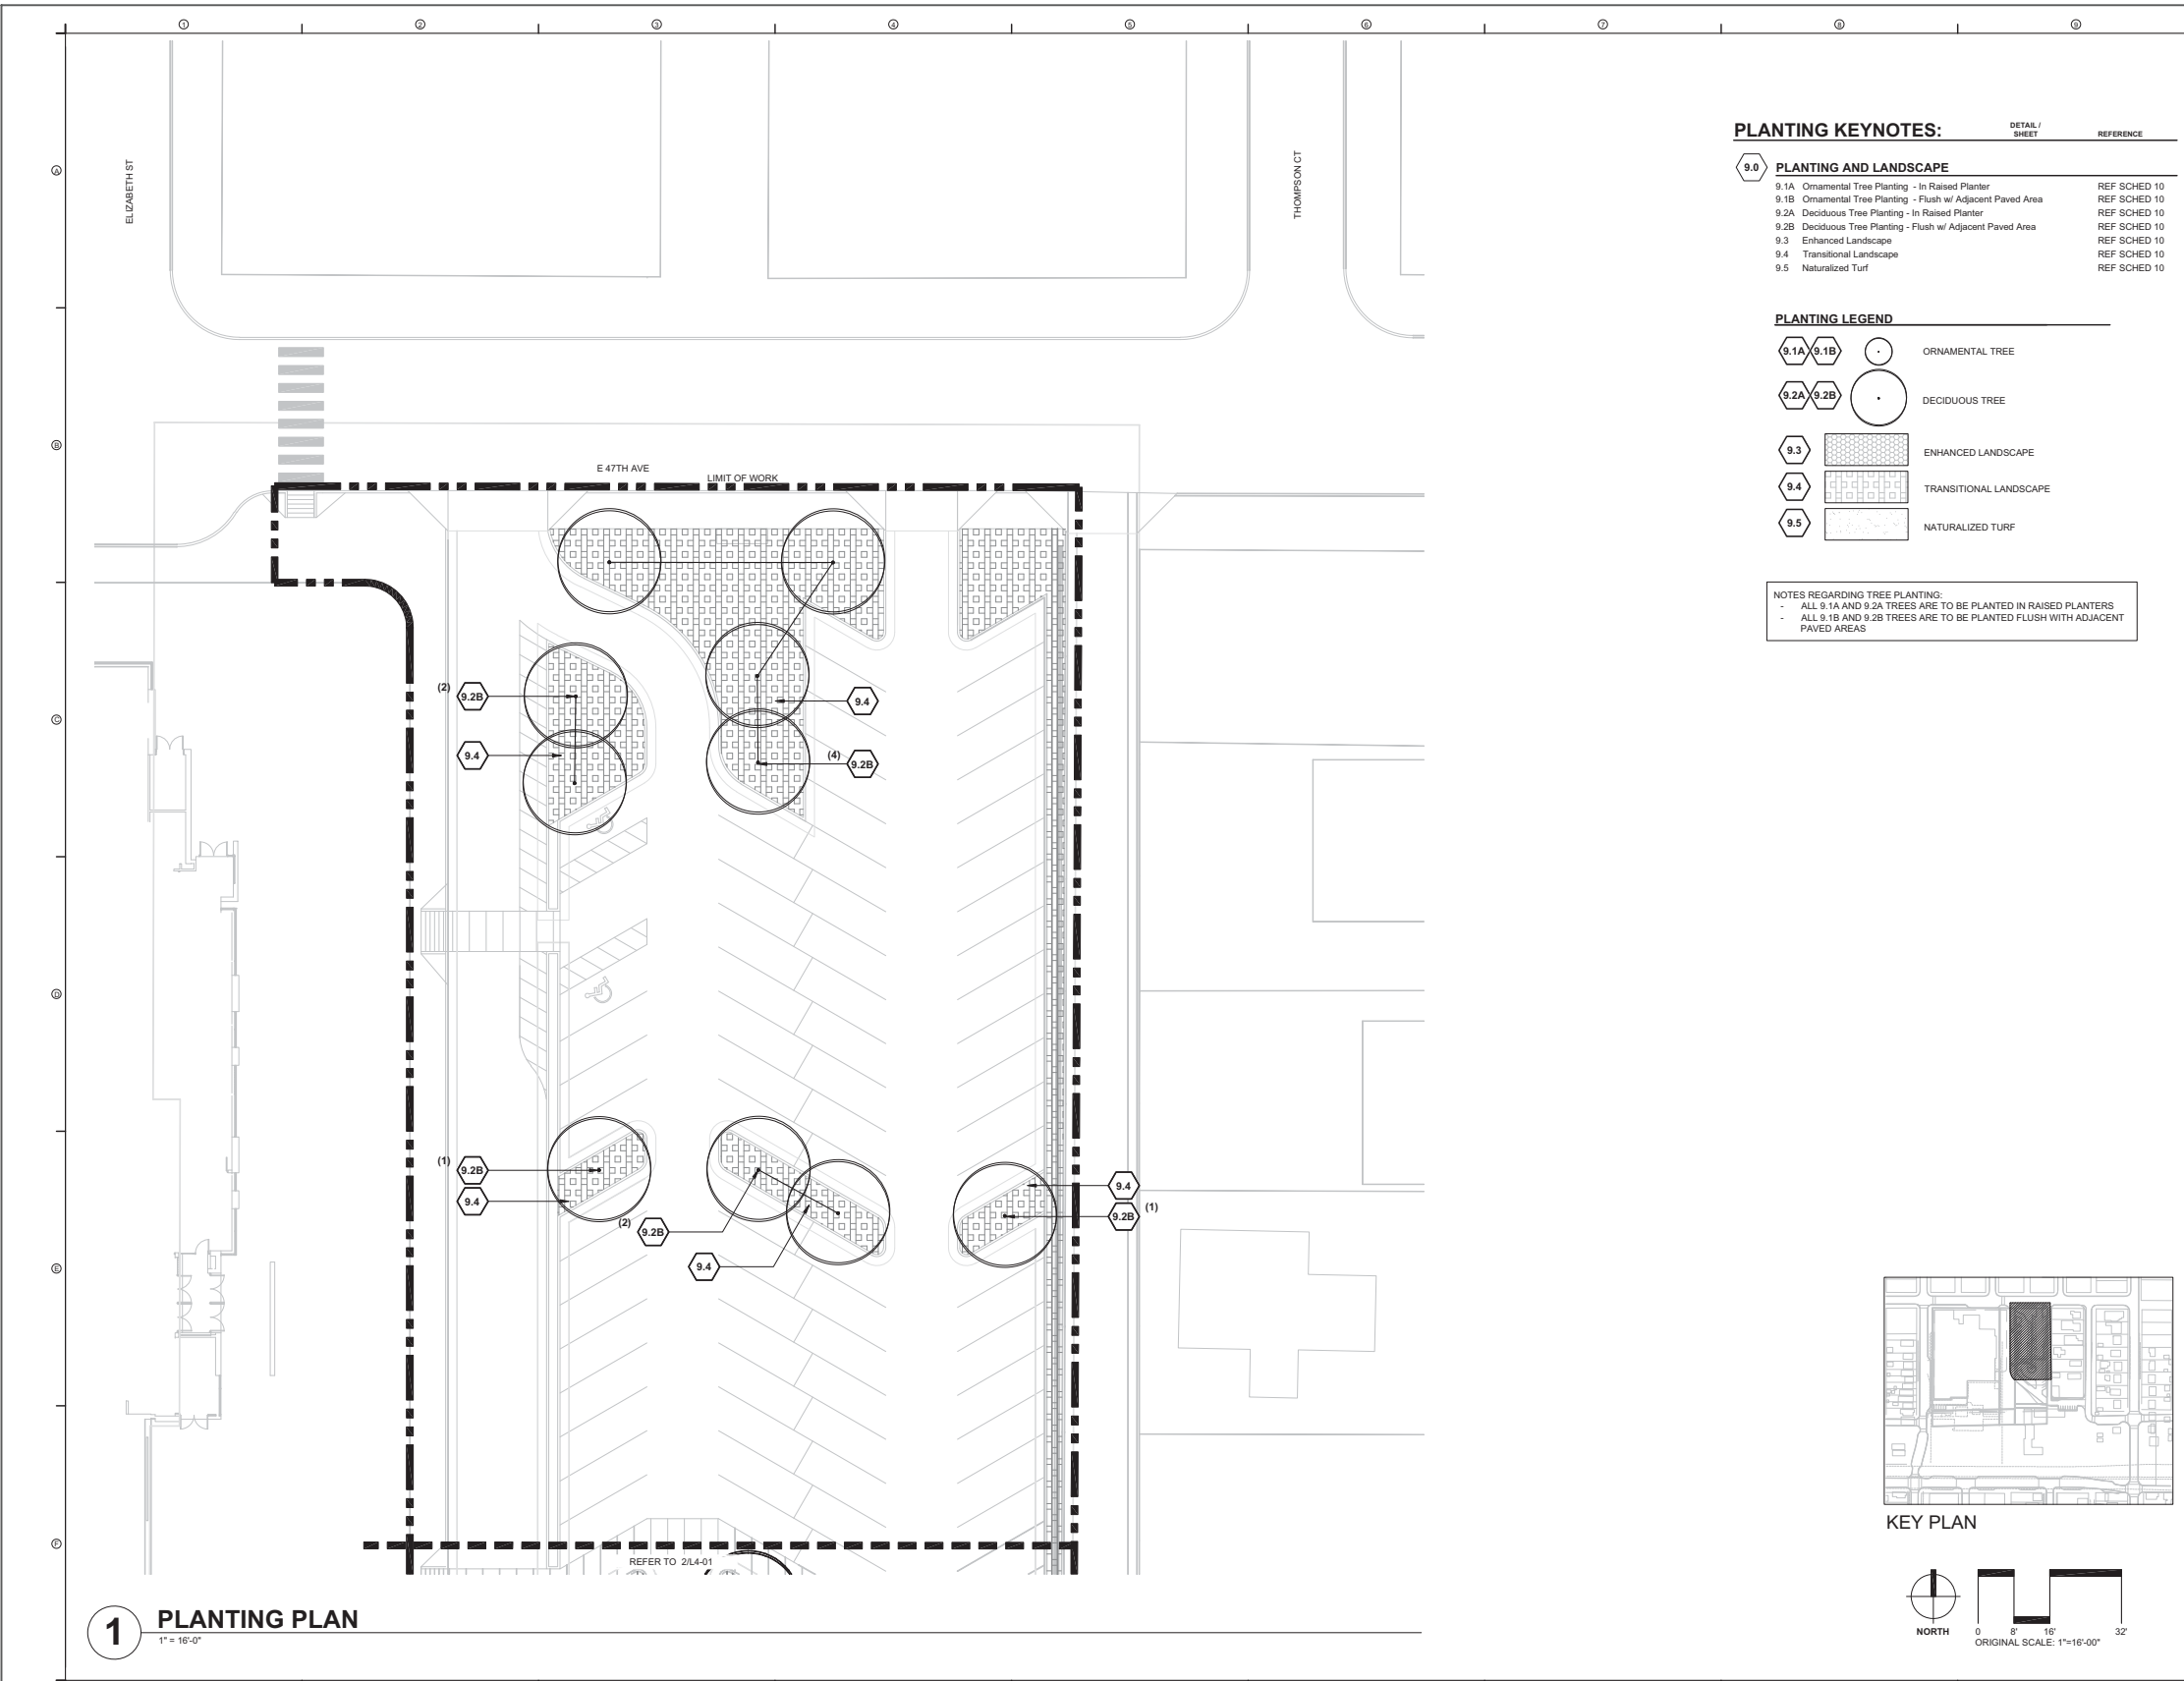 1 2 3 4 5 6 7 8 9
A
B
C
D
E
F
ELIZABETH ST
THOMPSON CT
E 47TH AVE
LIMIT OF WORK
(2) 9.2B
9.4
9.4
(4) 9.2B
(1) 9.2B
9.4
(2) 9.2B
9.4
9.4
9.2B (1)
REFER TO 2/L4-01
1 PLANTING PLAN
1" = 16'-0"
PLANTING KEYNOTES: DETAIL / SHEET REFERENCE
9.0 PLANTING AND LANDSCAPE
9.1A Ornamental Tree Planting - In Raised Planter REF SCHED 10
9.1B Ornamental Tree Planting - Flush w/ Adjacent Paved Area REF SCHED 10
9.2A Deciduous Tree Planting - In Raised Planter REF SCHED 10
9.2B Deciduous Tree Planting - Flush w/ Adjacent Paved Area REF SCHED 10
9.3 Enhanced Landscape REF SCHED 10
9.4 Transitional Landscape REF SCHED 10
9.5 Naturalized Turf REF SCHED 10
PLANTING LEGEND
9.1A 9.1B ORNAMENTAL TREE
9.2A 9.2B DECIDUOUS TREE
9.3 ENHANCED LANDSCAPE
9.4 TRANSITIONAL LANDSCAPE
9.5 NATURALIZED TURF
NOTES REGARDING TREE PLANTING:
- ALL 9.1A AND 9.2A TREES ARE TO BE PLANTED IN RAISED PLANTERS
- ALL 9.1B AND 9.2B TREES ARE TO BE PLANTED FLUSH WITH ADJACENT
PAVED AREAS
KEY PLAN
NORTH
0 8' 16' 32'
ORIGINAL SCALE: 1"=16'-00"